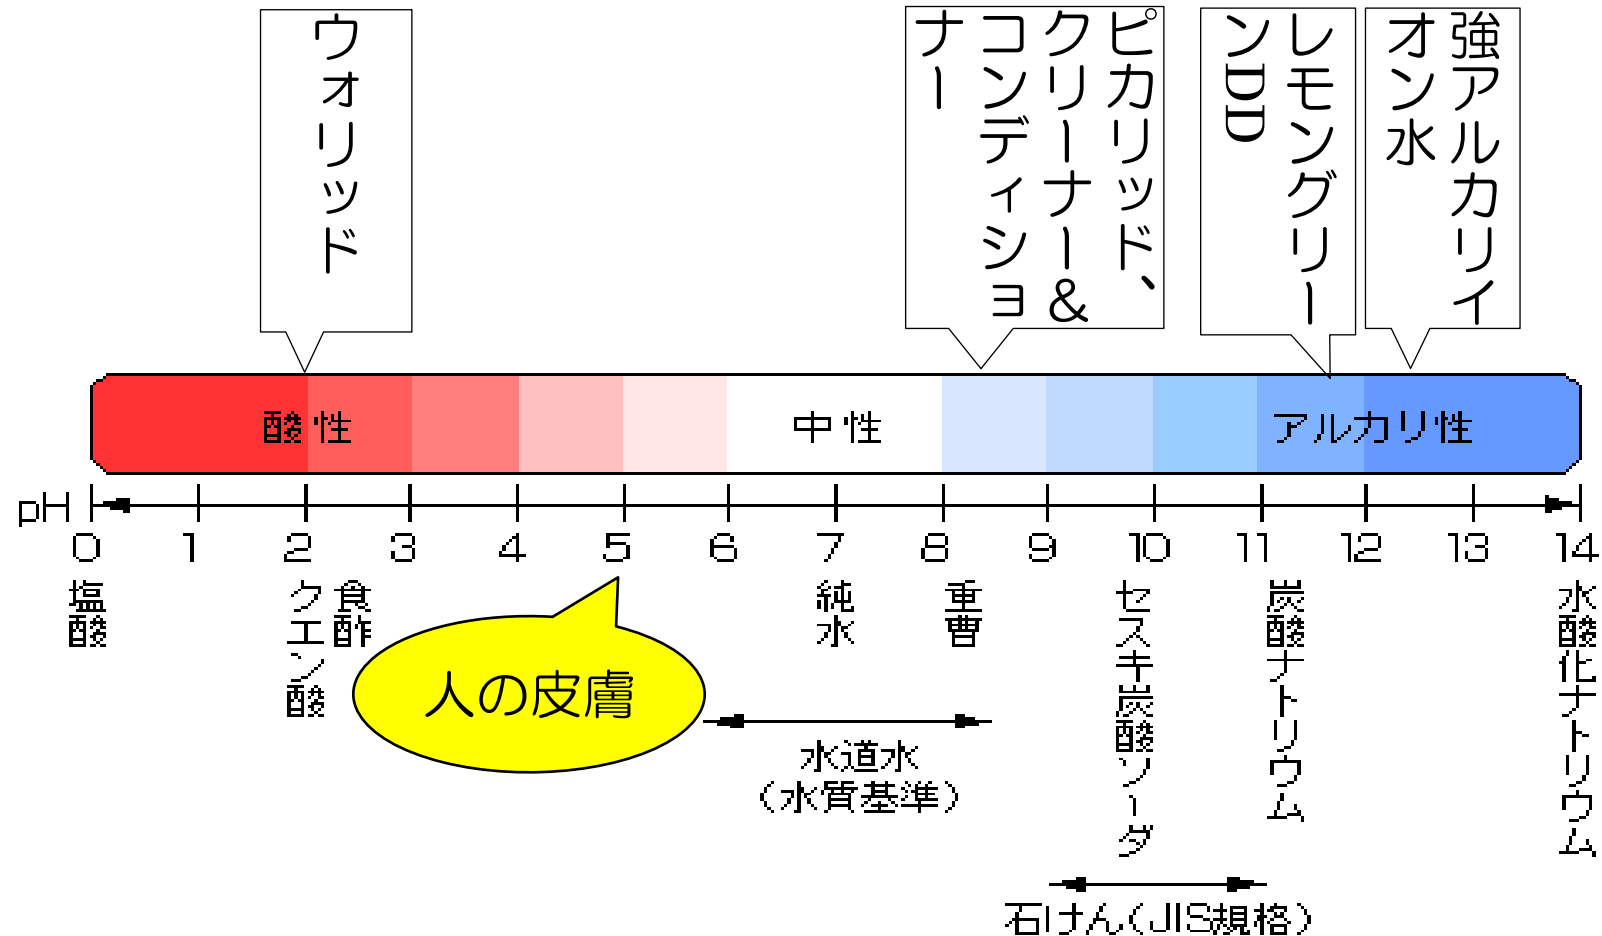 ウォリッド
ピカリッド、
クリーナー&
コンディショ
ナー
レモングリー
ンDD
強アルカリイ
オン水
酸性
中性
アルカリ性
pH
0 1 2 3 4 5 6 7 8 9 10 11 12 13 14
塩酸
クエン酸
食酢
人の皮膚
純水
重曹
セスキ炭酸ソーダ
炭酸ナトリウム
水酸化ナトリウム
水道水
(水質基準)
石けん(JIS規格)